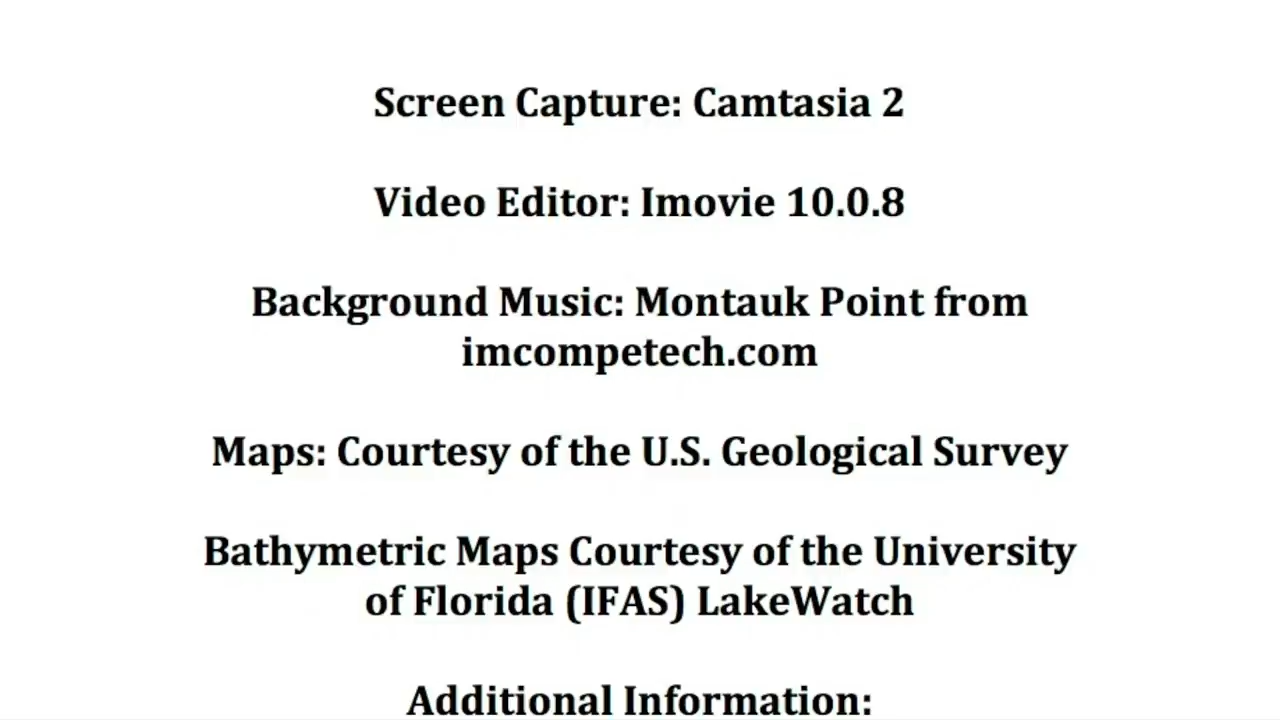 Screen Capture: Camtasia 2
Video Editor: Imovie 10.0.8
Background Music: Montauk Point from
imcompetech.com
Maps: Courtesy of the U.S. Geological Survey
Bathymetric Maps Courtesy of the University
of Florida (IFAS) LakeWatch
Additional Information: